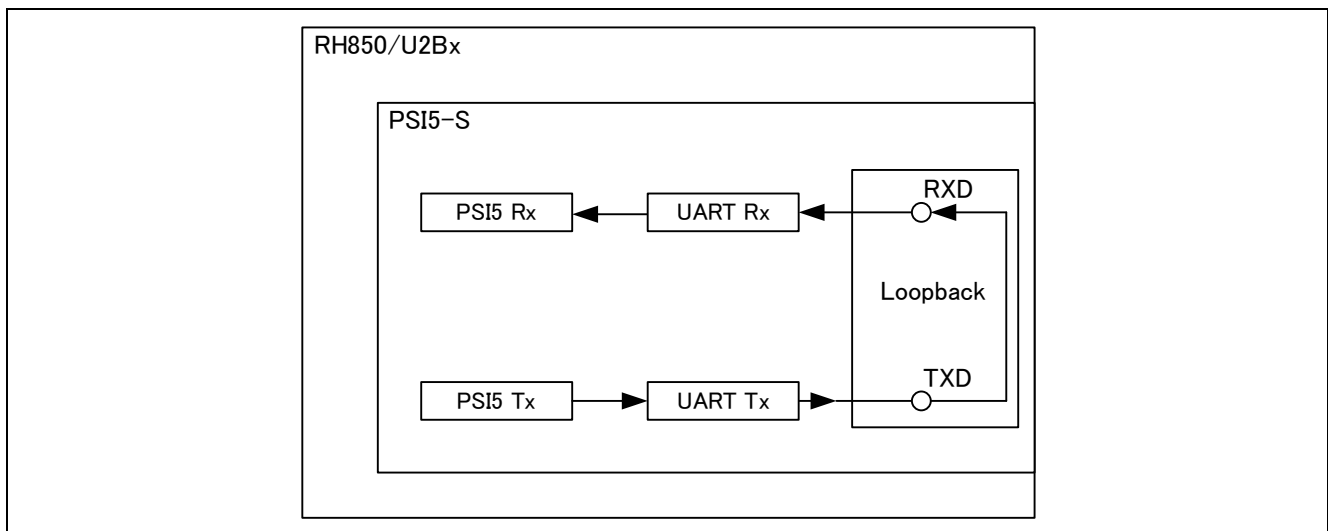 RH850/U2Bx
PSI5-S
RXD
PSI5 Rx
UART Rx
Loopback
TXD
PSI5 Tx
UART Tx